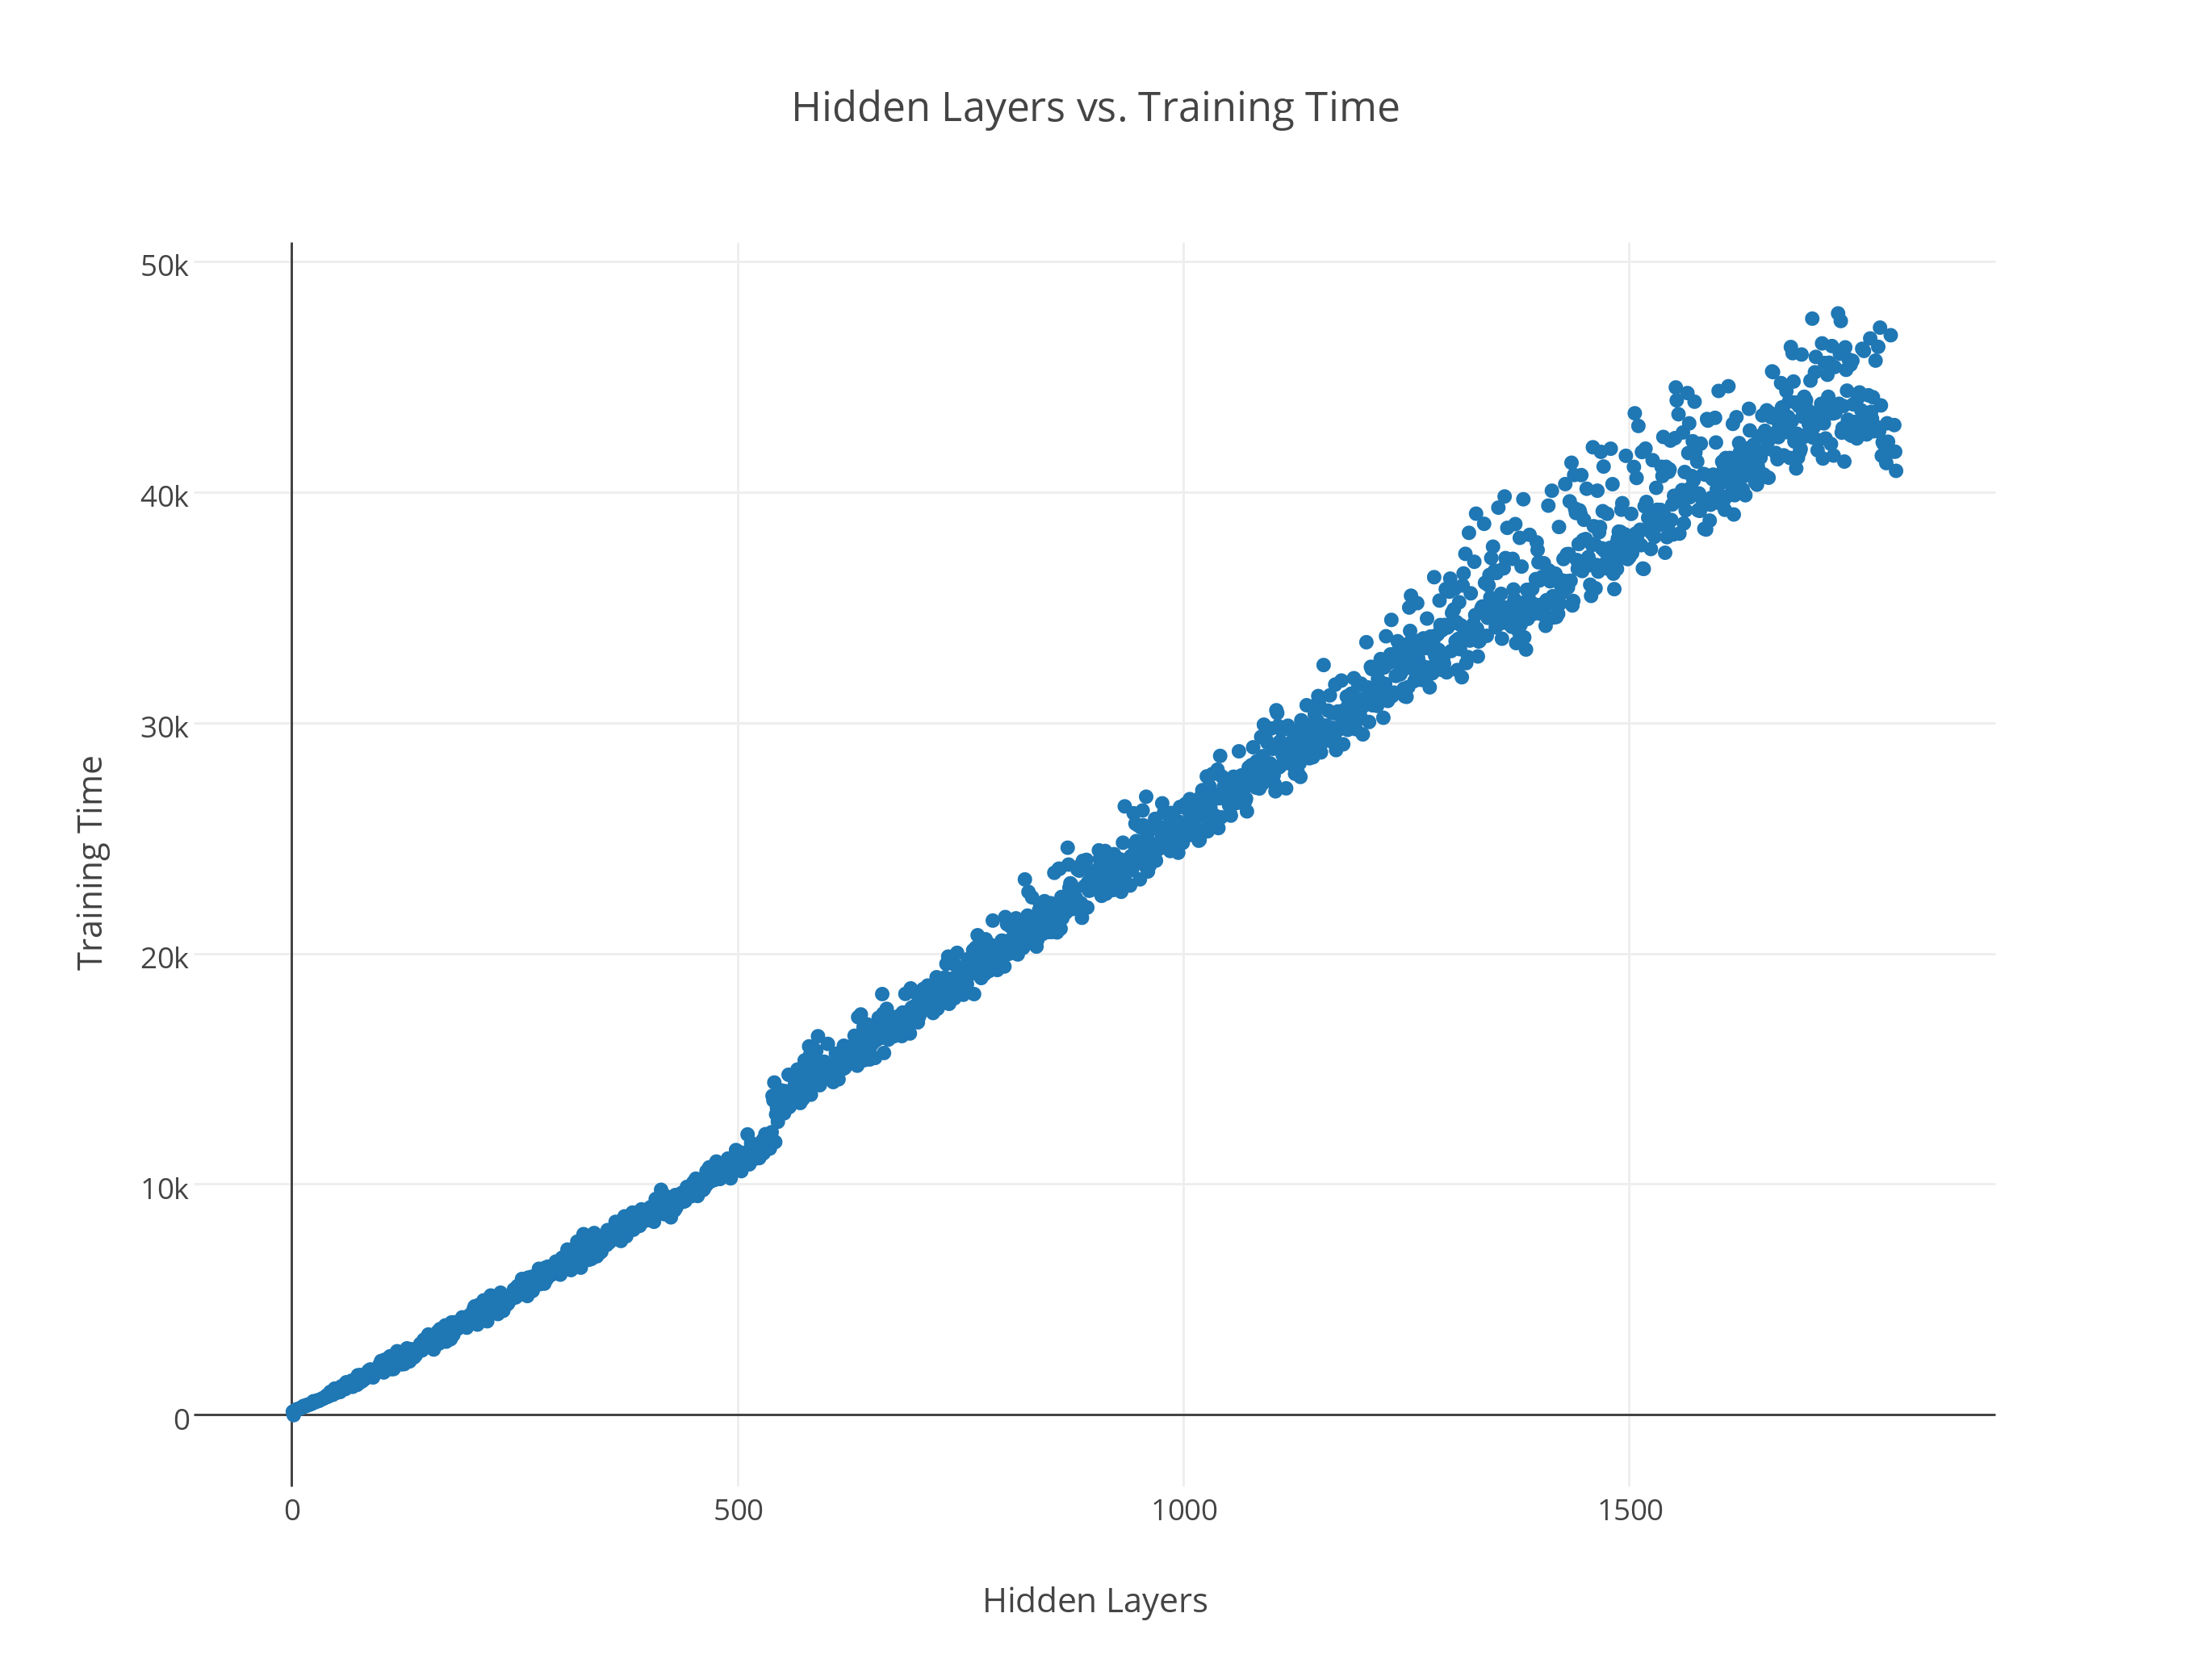 Hidden Layers vs. Training Time
50k
40k
30k
20k
10k
0
Training Time
0 500 1000 1500
Hidden Layers